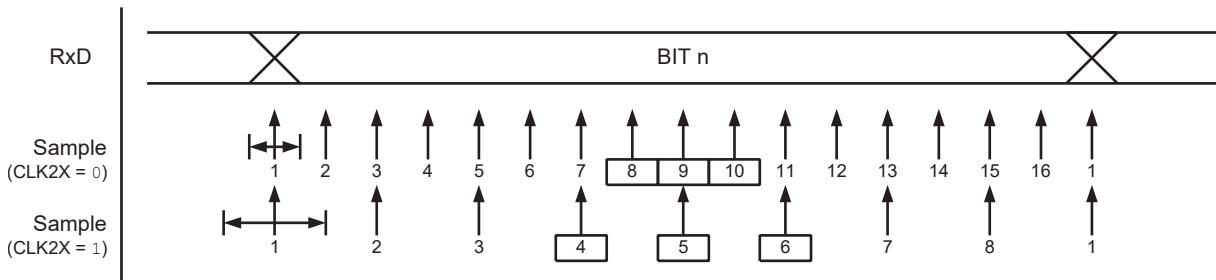 RxD BIT n
Sample
(CLK2X = 0) 1 2 3 4 5 6 7 8 9 10 11 12 13 14 15 16 1
Sample
(CLK2X = 1) 1 2 3 4 5 6 7 8 1